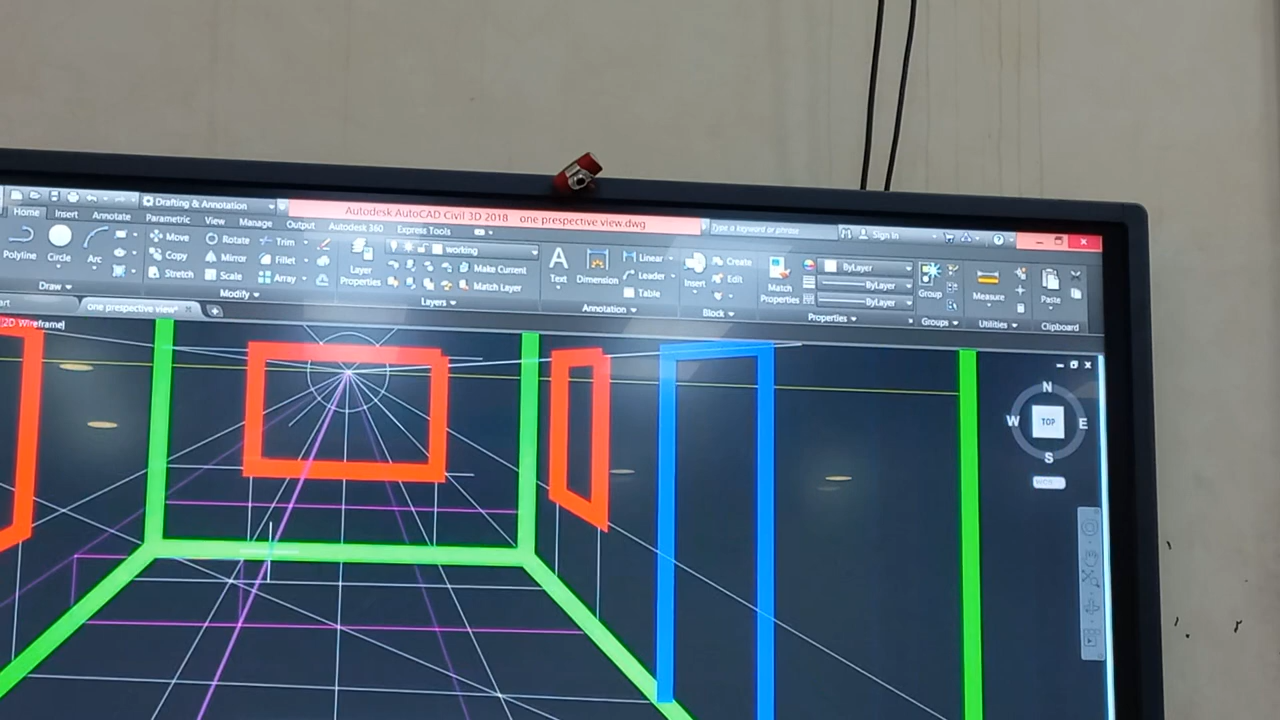 Drafting & Annotation
Autodesk AutoCAD Civil 3D 2018 one prespective view.dwg
Type a keyword or phrase
Sign In
Home Insert Annotate Parametric View Manage Output Autodesk 360 Express Tools
Polyline
Circle
Arc
Draw
Move
Rotate
Trim
Copy
Mirror
Fillet
Stretch
Scale
Array
Modify
Layer Properties
working
Make Current
Match Layer
Layers
Text
Dimension
Linear
Leader
Table
Annotation
Insert
Create
Edit
Block
Match Properties
ByLayer
ByLayer
ByLayer
Properties
Group
Groups
Measure
Utilities
Paste
Clipboard
one prespective view*
2D Wireframe]
N
W
TOP
E
S
WCS